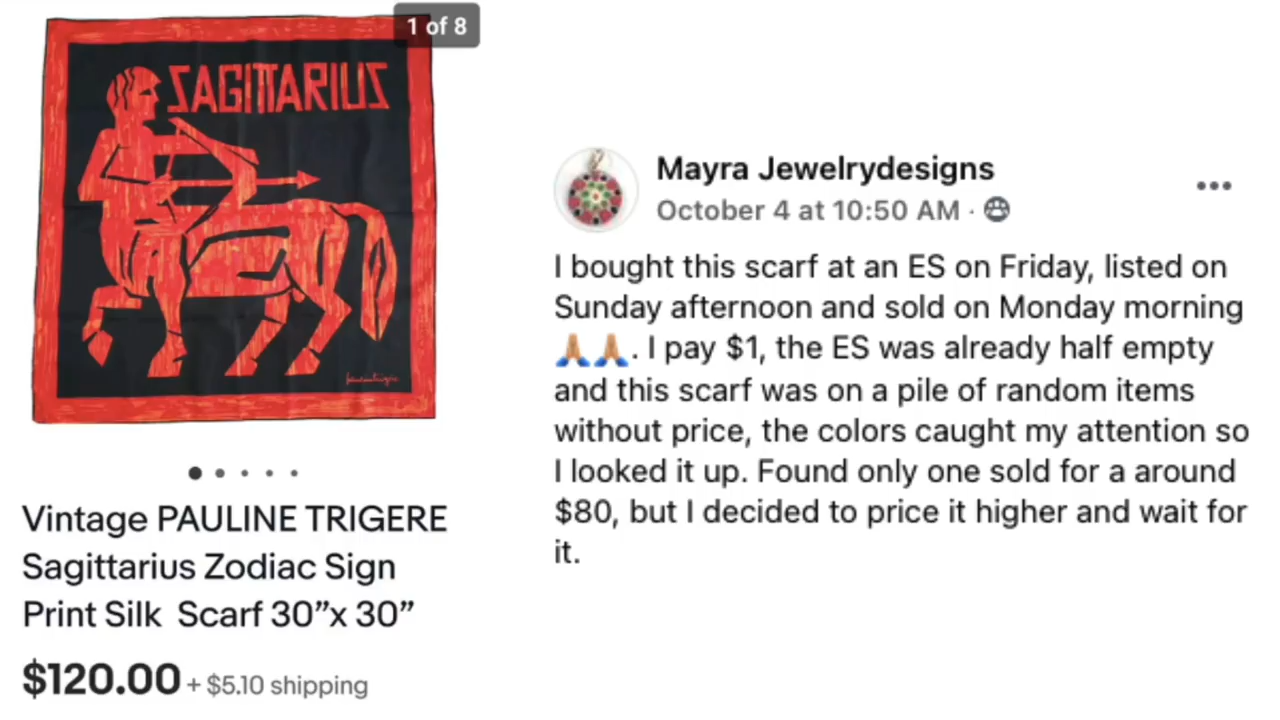 1 of 8
SAGITTARIUS
Vintage PAULINE TRIGERE
Sagittarius Zodiac Sign
Print Silk Scarf 30”x 30”
$120.00 + $5.10 shipping
Mayra Jewelrydesigns
October 4 at 10:50 AM ·
I bought this scarf at an ES on Friday, listed on
Sunday afternoon and sold on Monday morning
🙏🏽🙏🏽. I pay $1, the ES was already half empty
and this scarf was on a pile of random items
without price, the colors caught my attention so
I looked it up. Found only one sold for a around
$80, but I decided to price it higher and wait for
it.